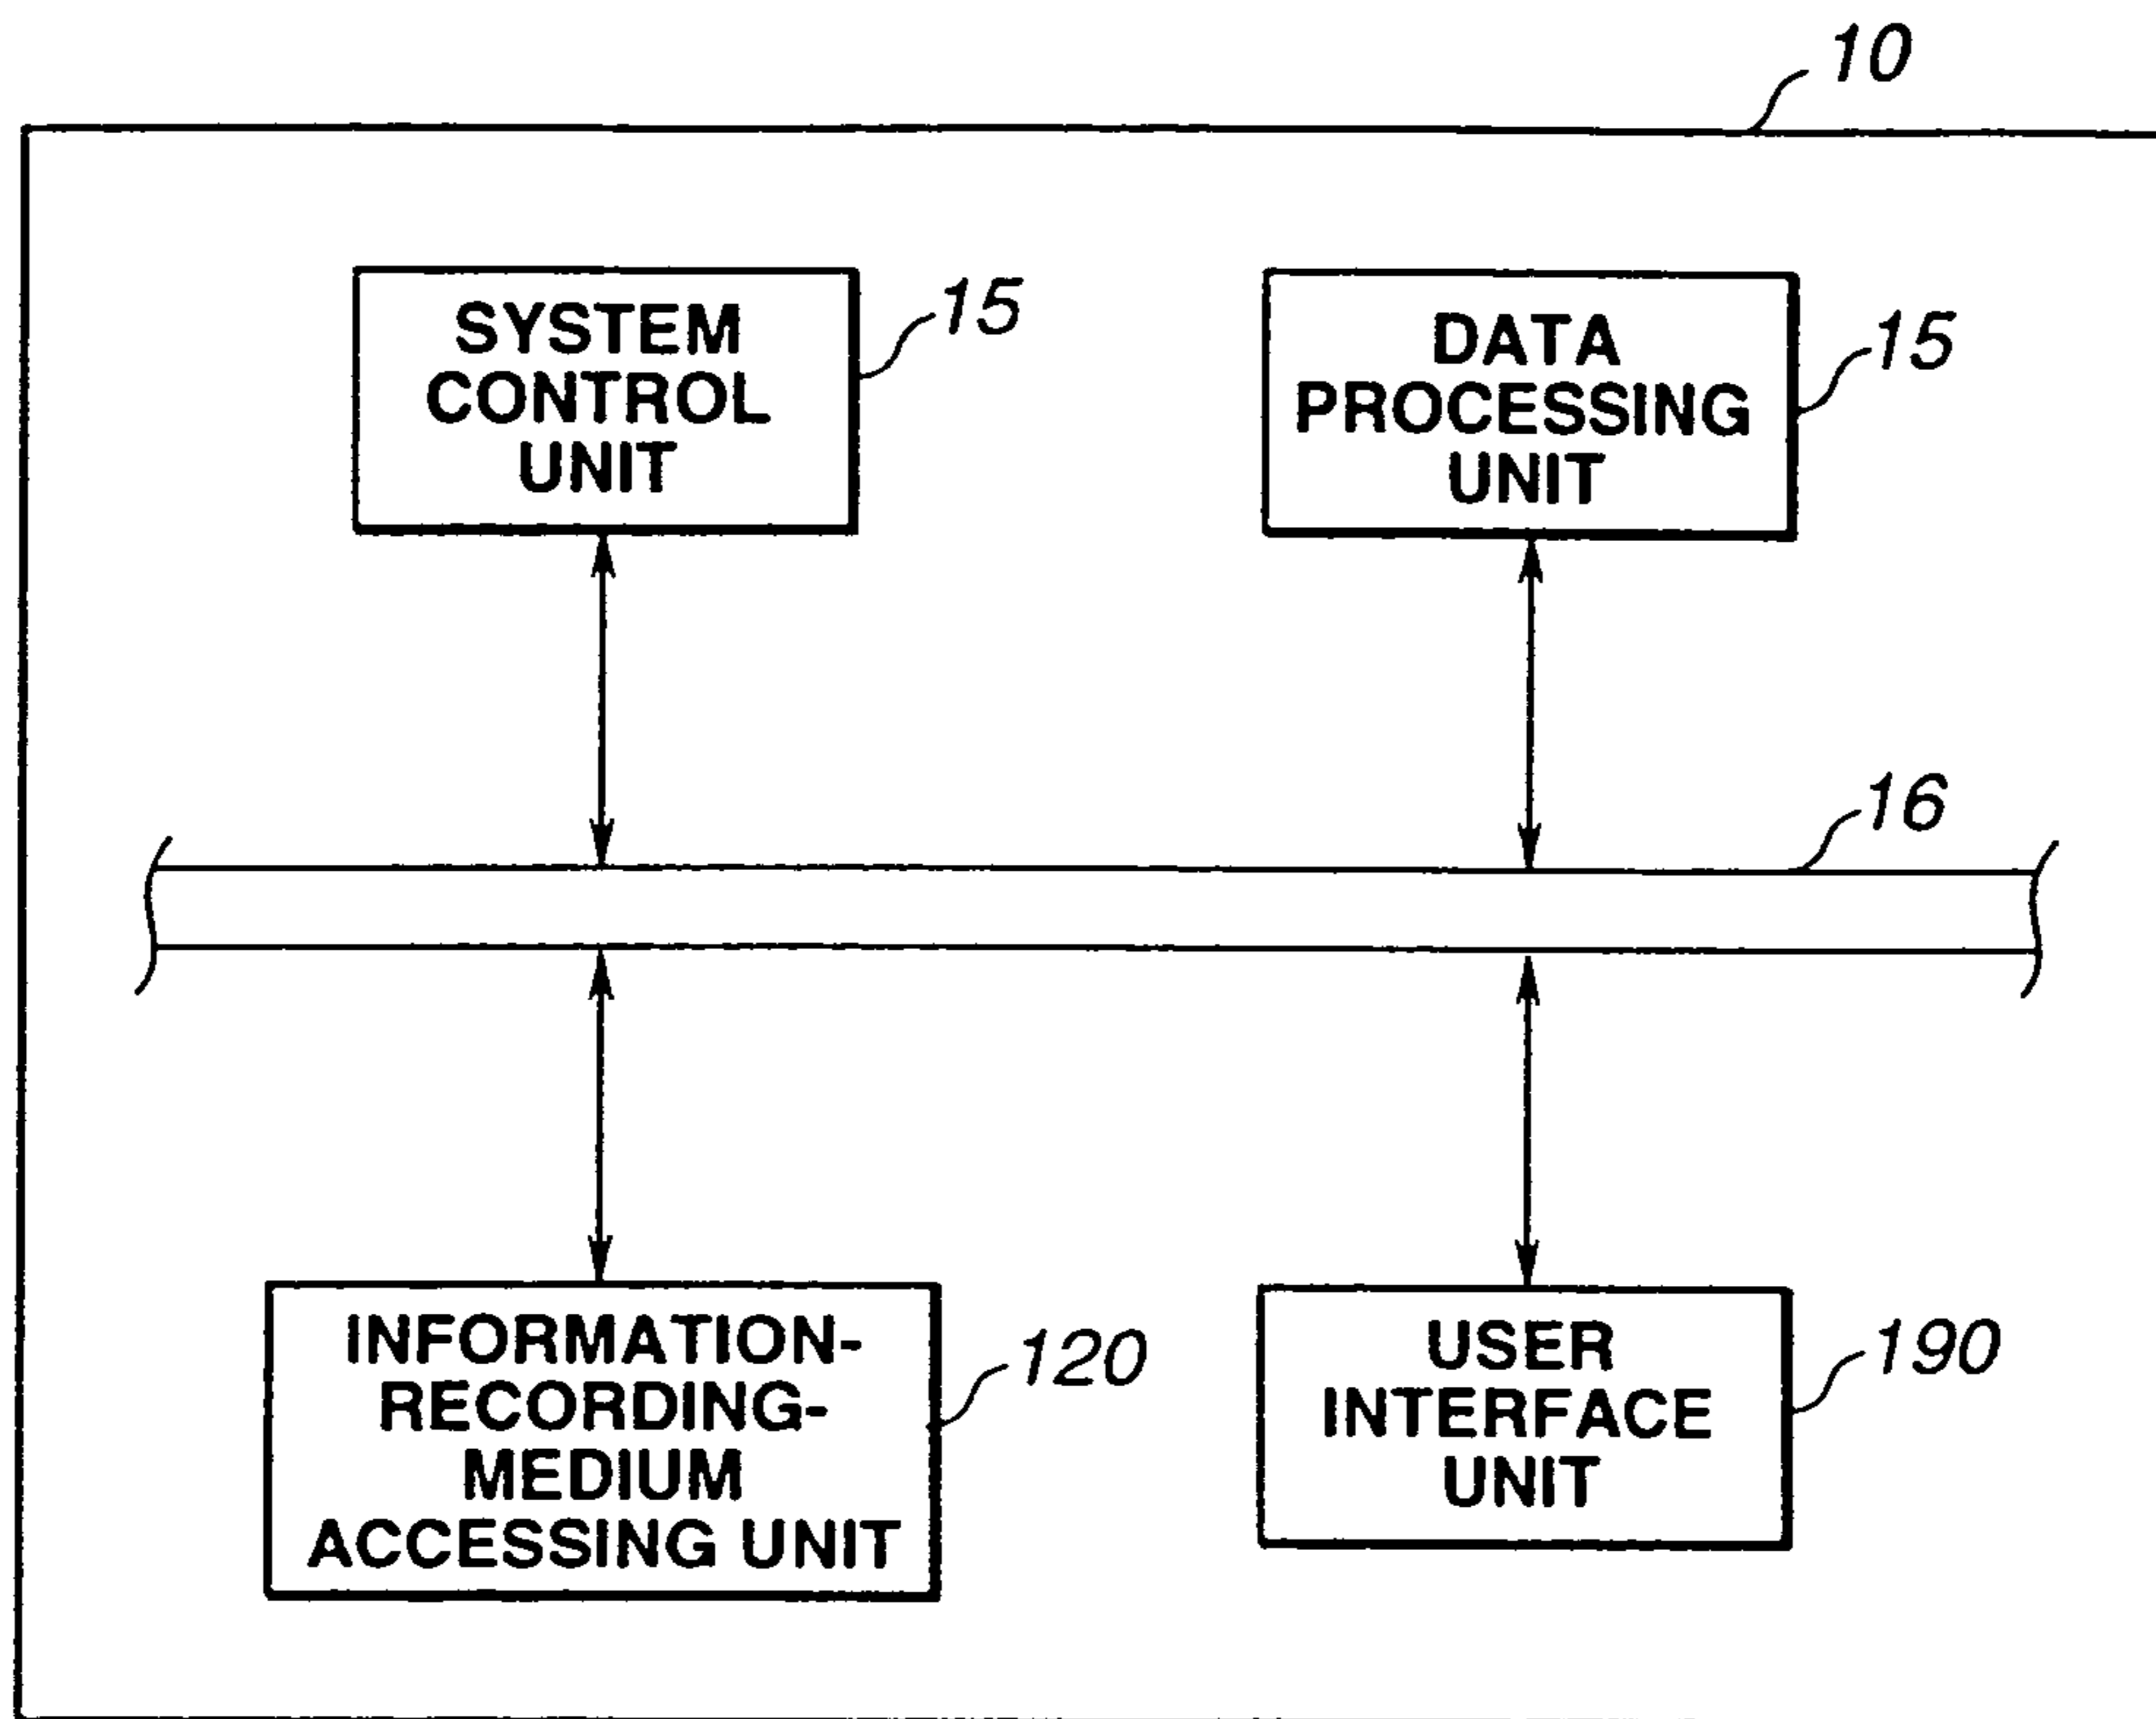 10
SYSTEM
CONTROL
UNIT
15
DATA
PROCESSING
UNIT
15
16
INFORMATION-
RECORDING-
MEDIUM
ACCESSING UNIT
120
USER
INTERFACE
UNIT
190